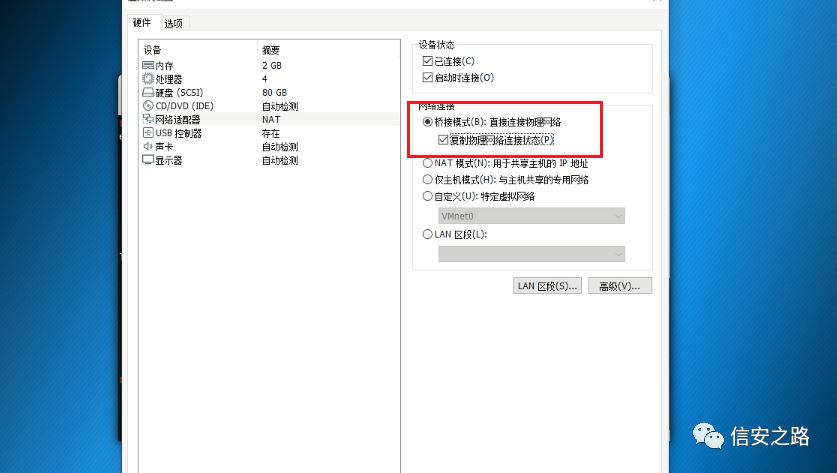 硬件 选项
设备 摘要
内存 2 GB
处理器 4
硬盘 (SCSI) 80 GB
CD/DVD (IDE) 自动检测
网络适配器 NAT
USB 控制器 存在
声卡 自动检测
显示器 自动检测
设备状态
已连接(C)
启动时连接(O)
网络连接
桥接模式(B): 直接连接物理网络
复制物理网络连接状态(P)
NAT 模式(N): 用于共享主机的 IP 地址
仅主机模式(H): 与主机共享的专用网络
自定义(U): 特定虚拟网络
VMnet0
LAN 区段(L):
LAN 区段(S)... 高级(V)...
信安之路